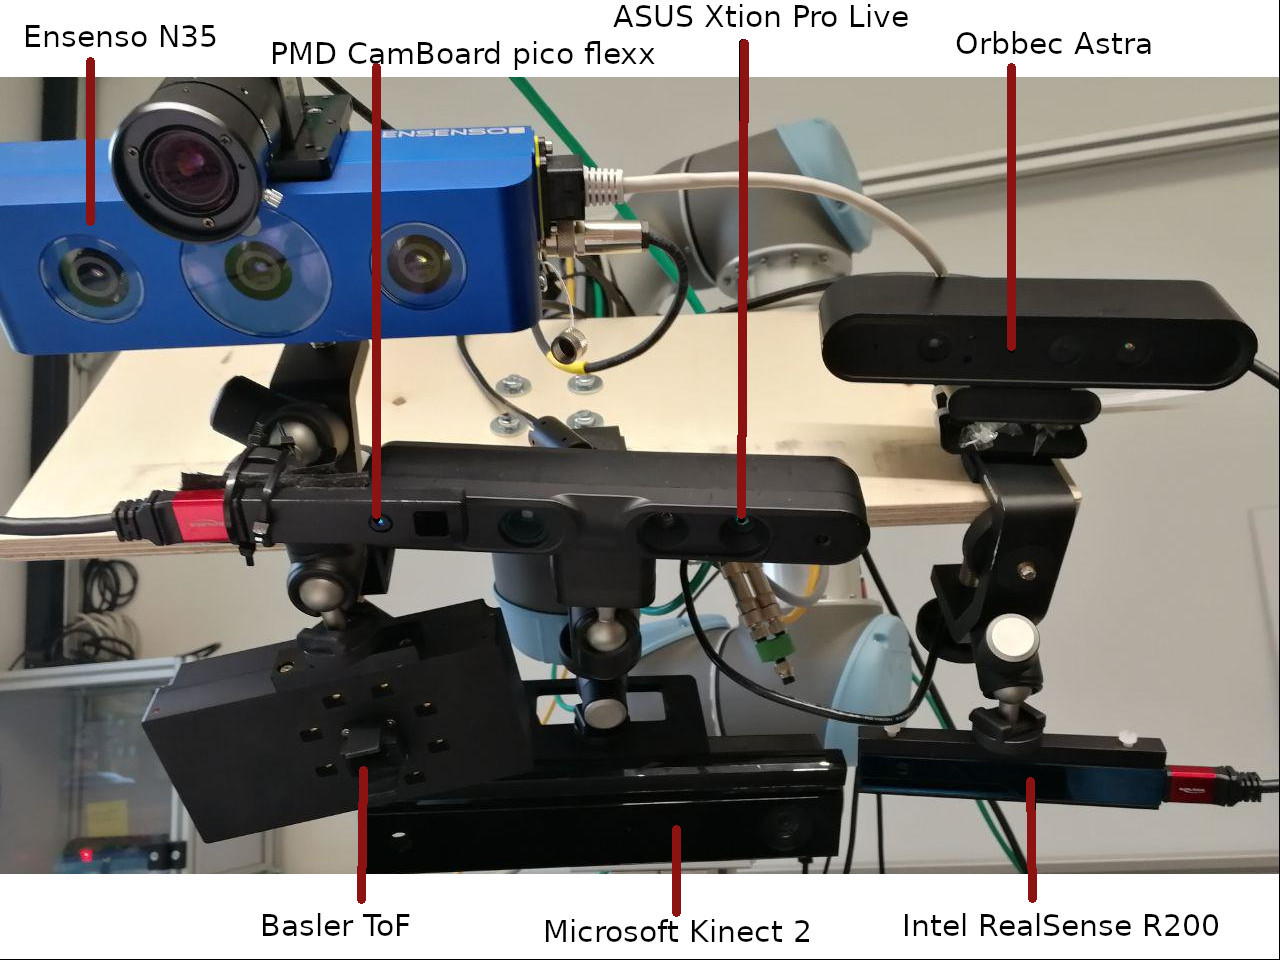 ASUS Xtion Pro Live
Ensenso N35
PMD CamBoard pico flexx
Orbbec Astra
ENSENSO
Basler ToF
Microsoft Kinect 2
Intel RealSense R200